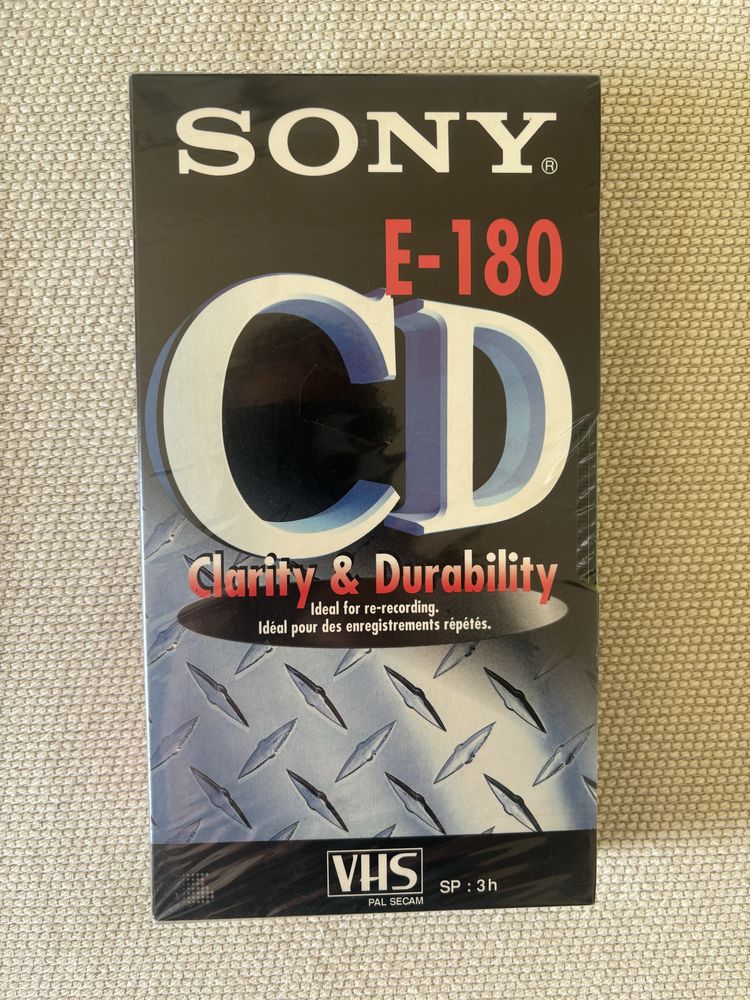 SONY®
E-180
CD
Clarity & Durability
Ideal for re-recording.
Idéal pour des enregistrements répétés.
VHS
PAL SECAM
SP : 3h